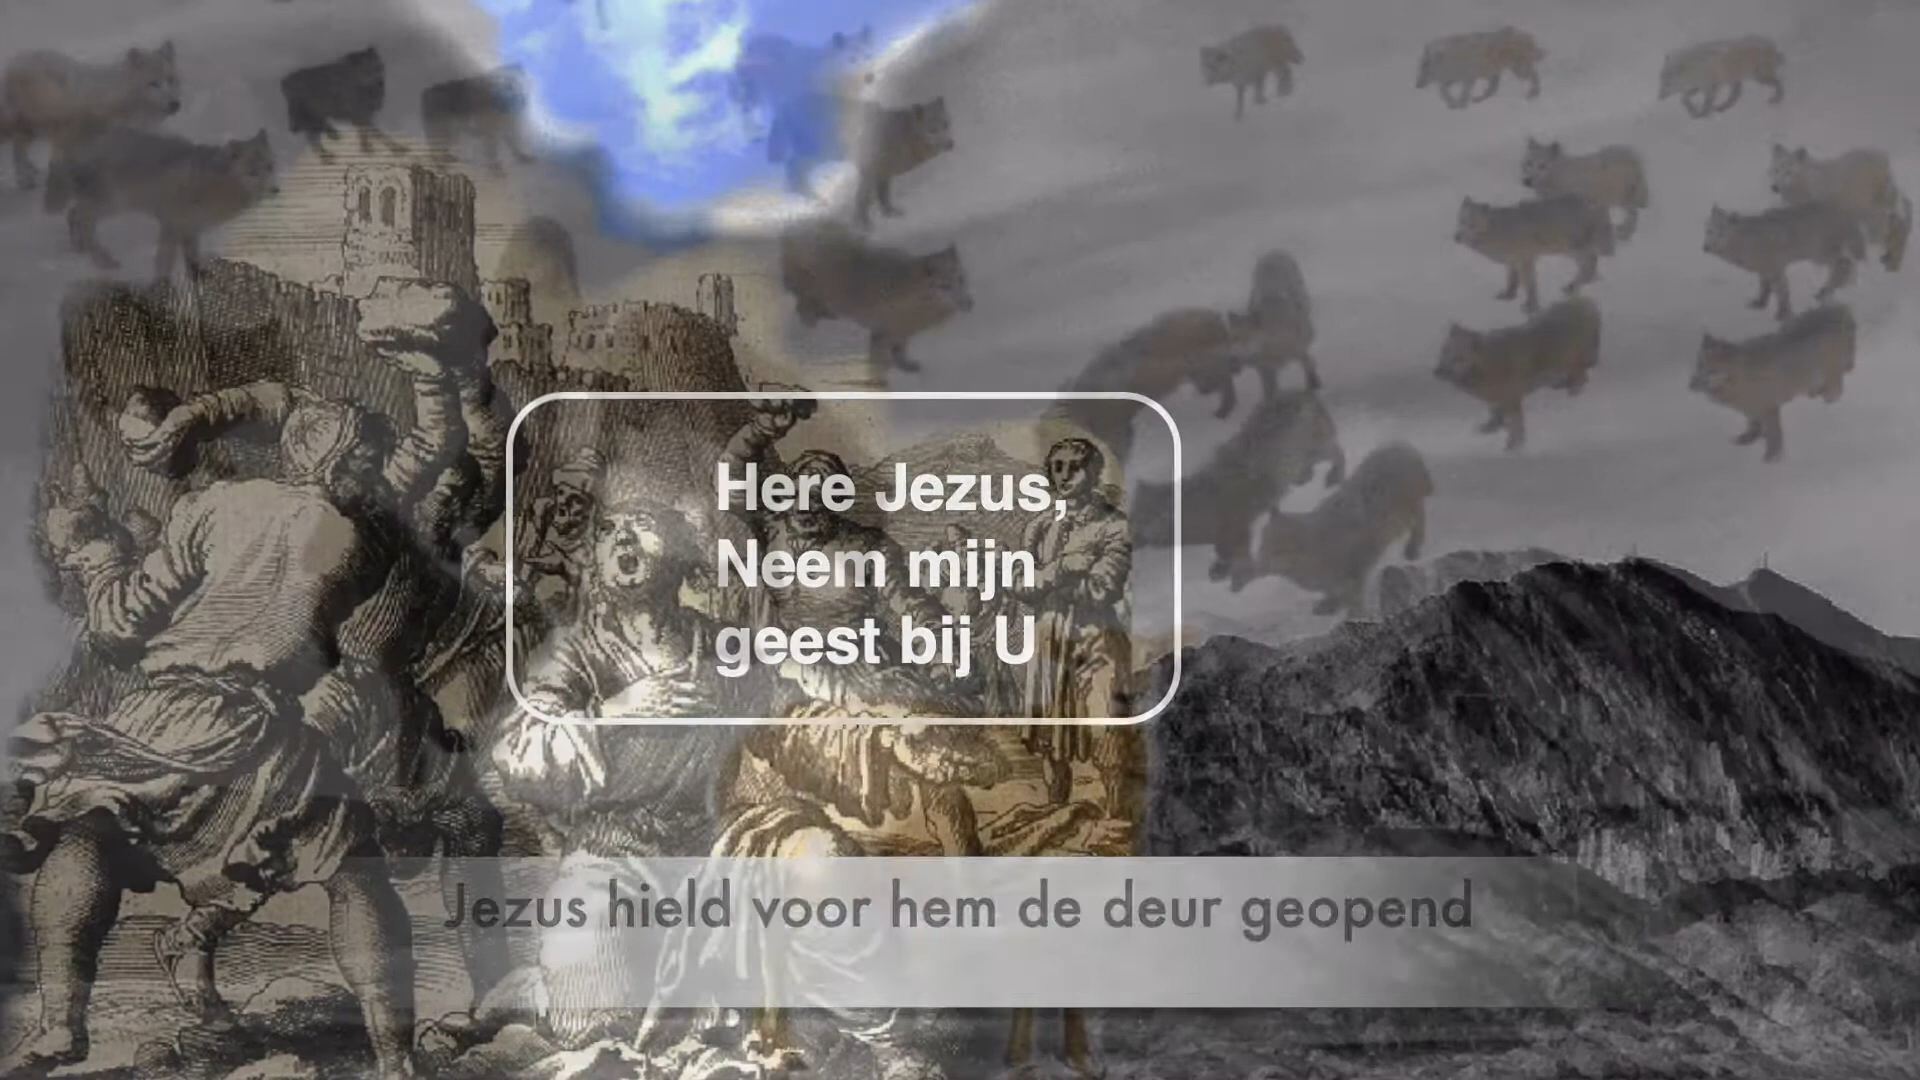 Here Jezus,
Neem mijn
geest bij U
Jezus hield voor hem de deur geopend